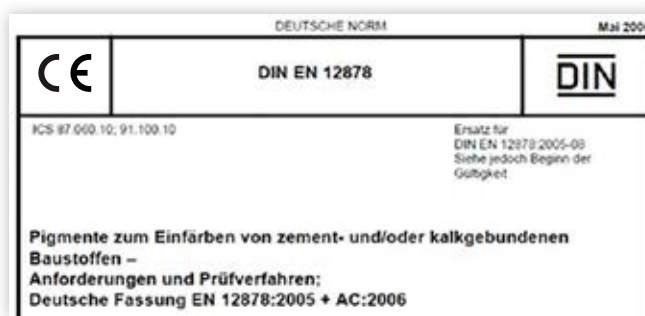 DEUTSCHE NORM
Mai 200
CE
DIN EN 12878
DIN
ICS 87.060.10; 91.100.10
Ersatz für
DIN EN 12878:2005-08
Siehe jedoch Beginn der
Gültigkeit
Pigmente zum Einfärben von zement- und/oder kalkgebundenen
Baustoffen –
Anforderungen und Prüfverfahren;
Deutsche Fassung EN 12878:2005 + AC:2006